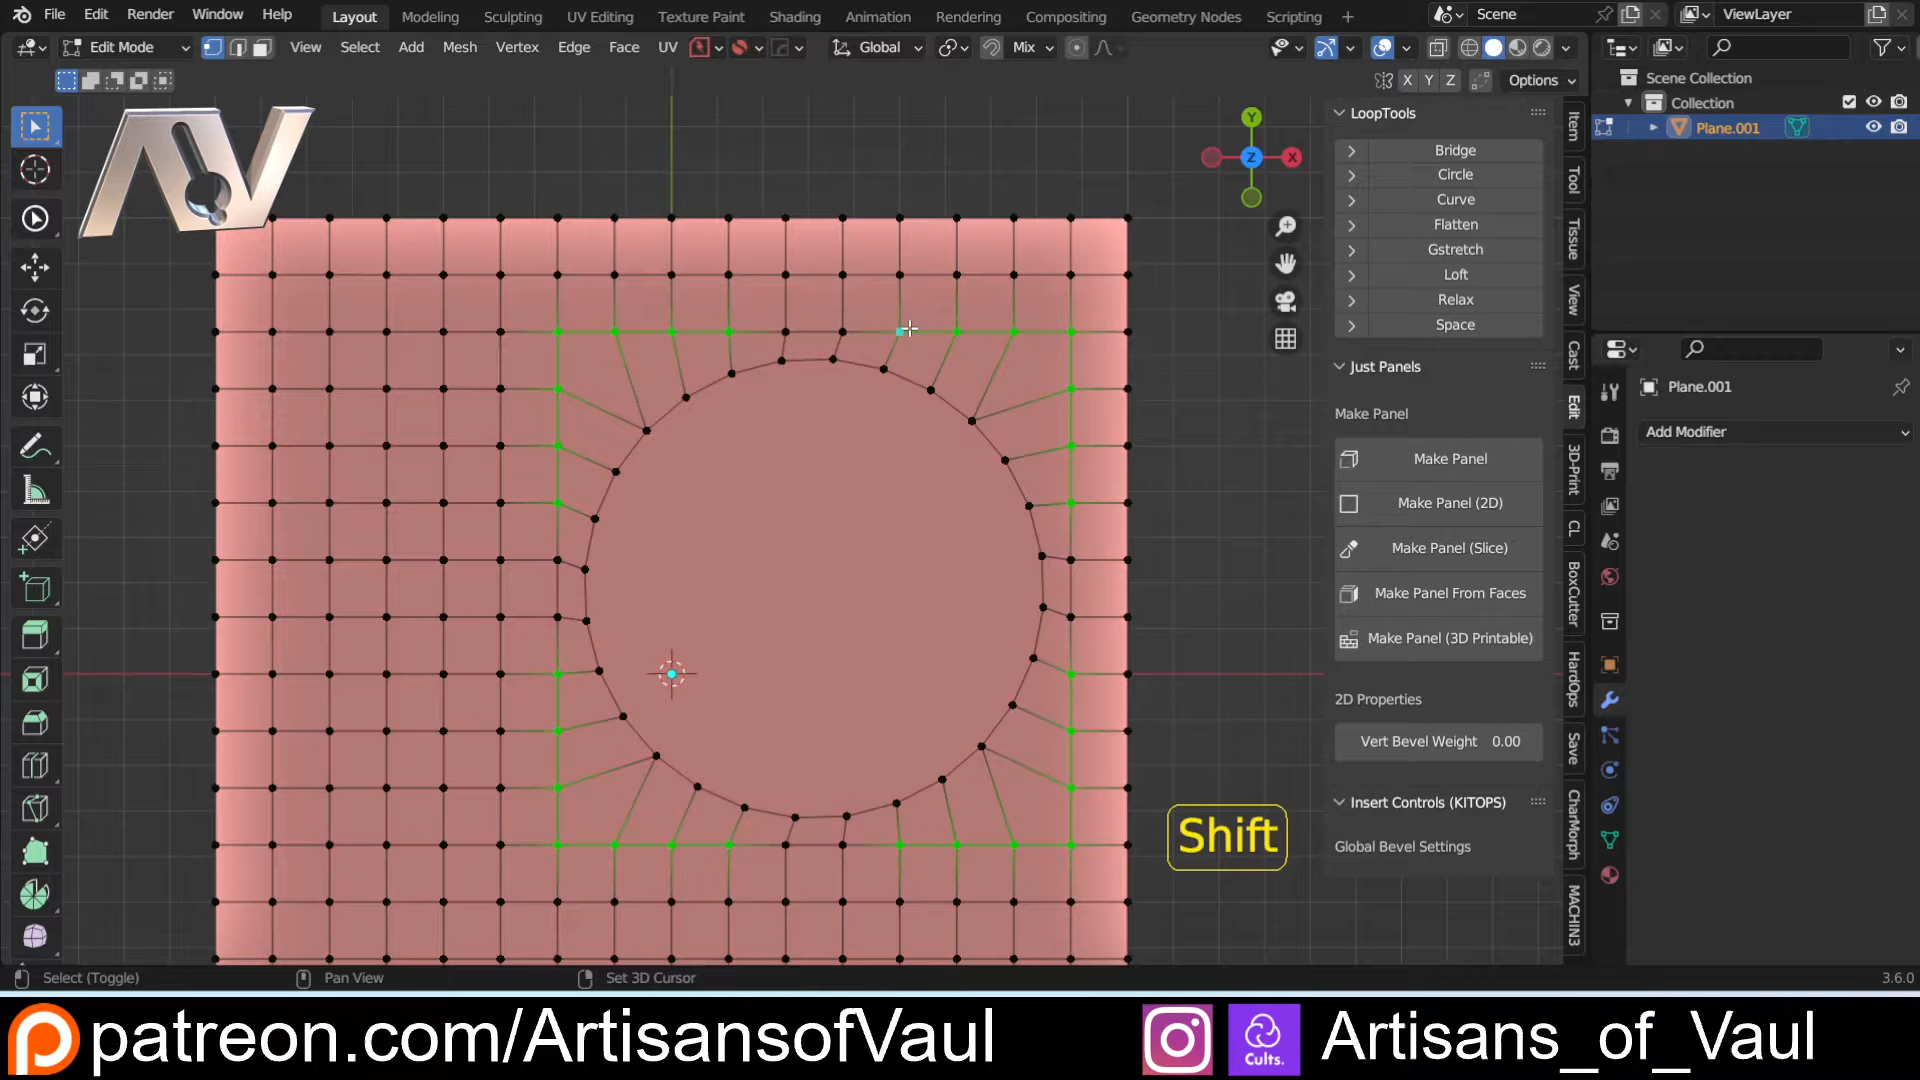 File Edit Render Window Help Layout Modeling Sculpting UV Editing Texture Paint Shading Animation Rendering Compositing Geometry Nodes Scripting + Scene ViewLayer
Edit Mode View Select Add Mesh Vertex Edge Face UV Global Mix
X Y Z Options
Scene Collection
Collection
Plane.001
AV
Y
Z X
LoopTools
Bridge
Circle
Curve
Flatten
Gstretch
Loft
Relax
Space
Just Panels
Make Panel
Make Panel
Make Panel (2D)
Make Panel (Slice)
Make Panel From Faces
Make Panel (3D Printable)
2D Properties
Vert Bevel Weight 0.00
Insert Controls (KITOPS)
Global Bevel Settings
Item
Tool
Tissue
View
Cast
Edit
3D-Print
CL
BoxCutter
HardOps
Save
CharMorph
MACHIN3
Plane.001
Add Modifier
Shift
Select (Toggle) Pan View Set 3D Cursor 3.6.0
patreon.com/ArtisansofVaul Cults. Artisans_of_Vaul